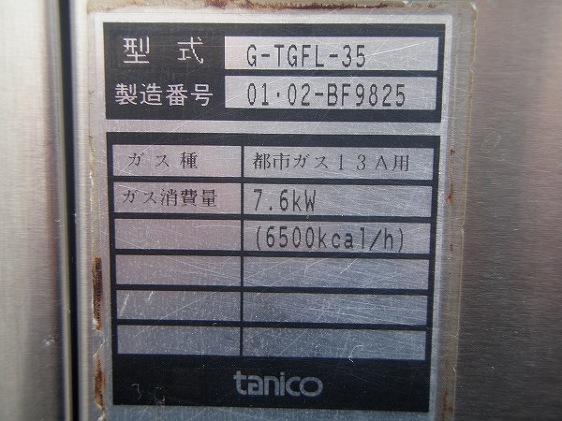 型式 G-TGFL-35
製造番号 01・02-BF9825
ガス種 都市ガス13A用
ガス消費量 7.6kW
(6500kcal/h)
tanico